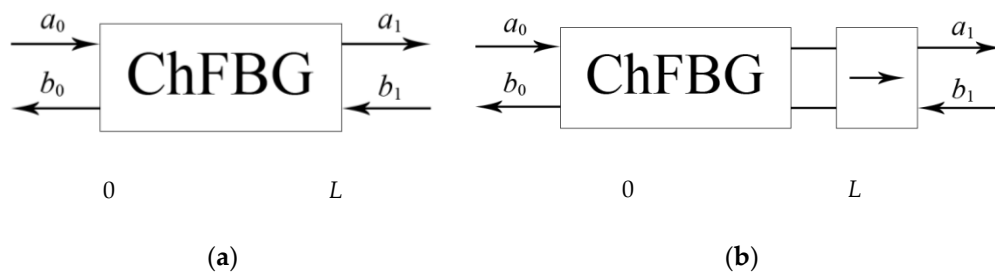 a₀ a₁ a₀ a₁
ChFBG ChFBG
b₀ b₁ b₀ b₁
0 L 0 L
(a) (b)